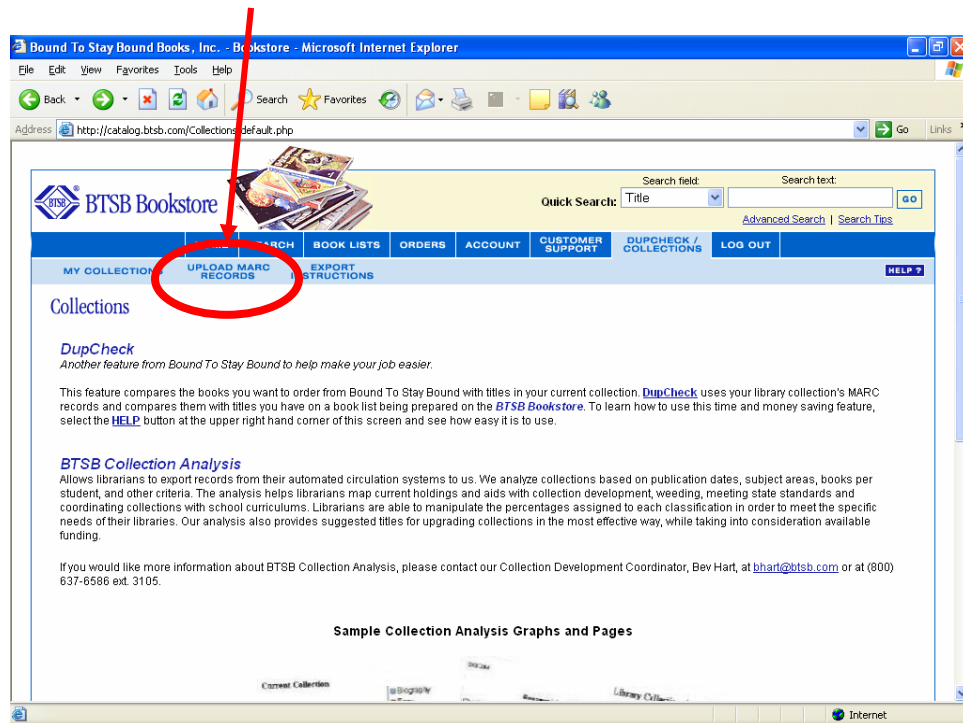 Bound To Stay Bound Books, Inc. - Bookstore - Microsoft Internet Explorer
File Edit View Favorites Tools Help
Back Search Favorites
Address http://catalog.btsb.com/Collections/default.php Go Links
BTSB BTSB Bookstore
Search field: Search text:
Quick Search: Title GO
Advanced Search | Search Tips
SEARCH BOOK LISTS ORDERS ACCOUNT CUSTOMER SUPPORT DUPCHECK / COLLECTIONS LOG OUT
MY COLLECTIONS UPLOAD MARC RECORDS EXPORT INSTRUCTIONS HELP ?
Collections
DupCheck
Another feature from Bound To Stay Bound to help make your job easier.
This feature compares the books you want to order from Bound To Stay Bound with titles in your current collection. DupCheck uses your library collection's MARC
records and compares them with titles you have on a book list being prepared on the BTSB Bookstore. To learn how to use this time and money saving feature,
select the HELP button at the upper right hand corner of this screen and see how easy it is to use.
BTSB Collection Analysis
Allows librarians to export records from their automated circulation systems to us. We analyze collections based on publication dates, subject areas, books per
student, and other criteria. The analysis helps librarians map current holdings and aids with collection development, weeding, meeting state standards and
coordinating collections with school curriculums. Librarians are able to manipulate the percentages assigned to each classification in order to meet the specific
needs of their libraries. Our analysis also provides suggested titles for upgrading collections in the most effective way, while taking into consideration available
funding.
If you would like more information about BTSB Collection Analysis, please contact our Collection Development Coordinator, Bev Hart, at bhart@btsb.com or at (800)
637-6586 ext. 3105.
Sample Collection Analysis Graphs and Pages
Current Collection
Biography
Internet